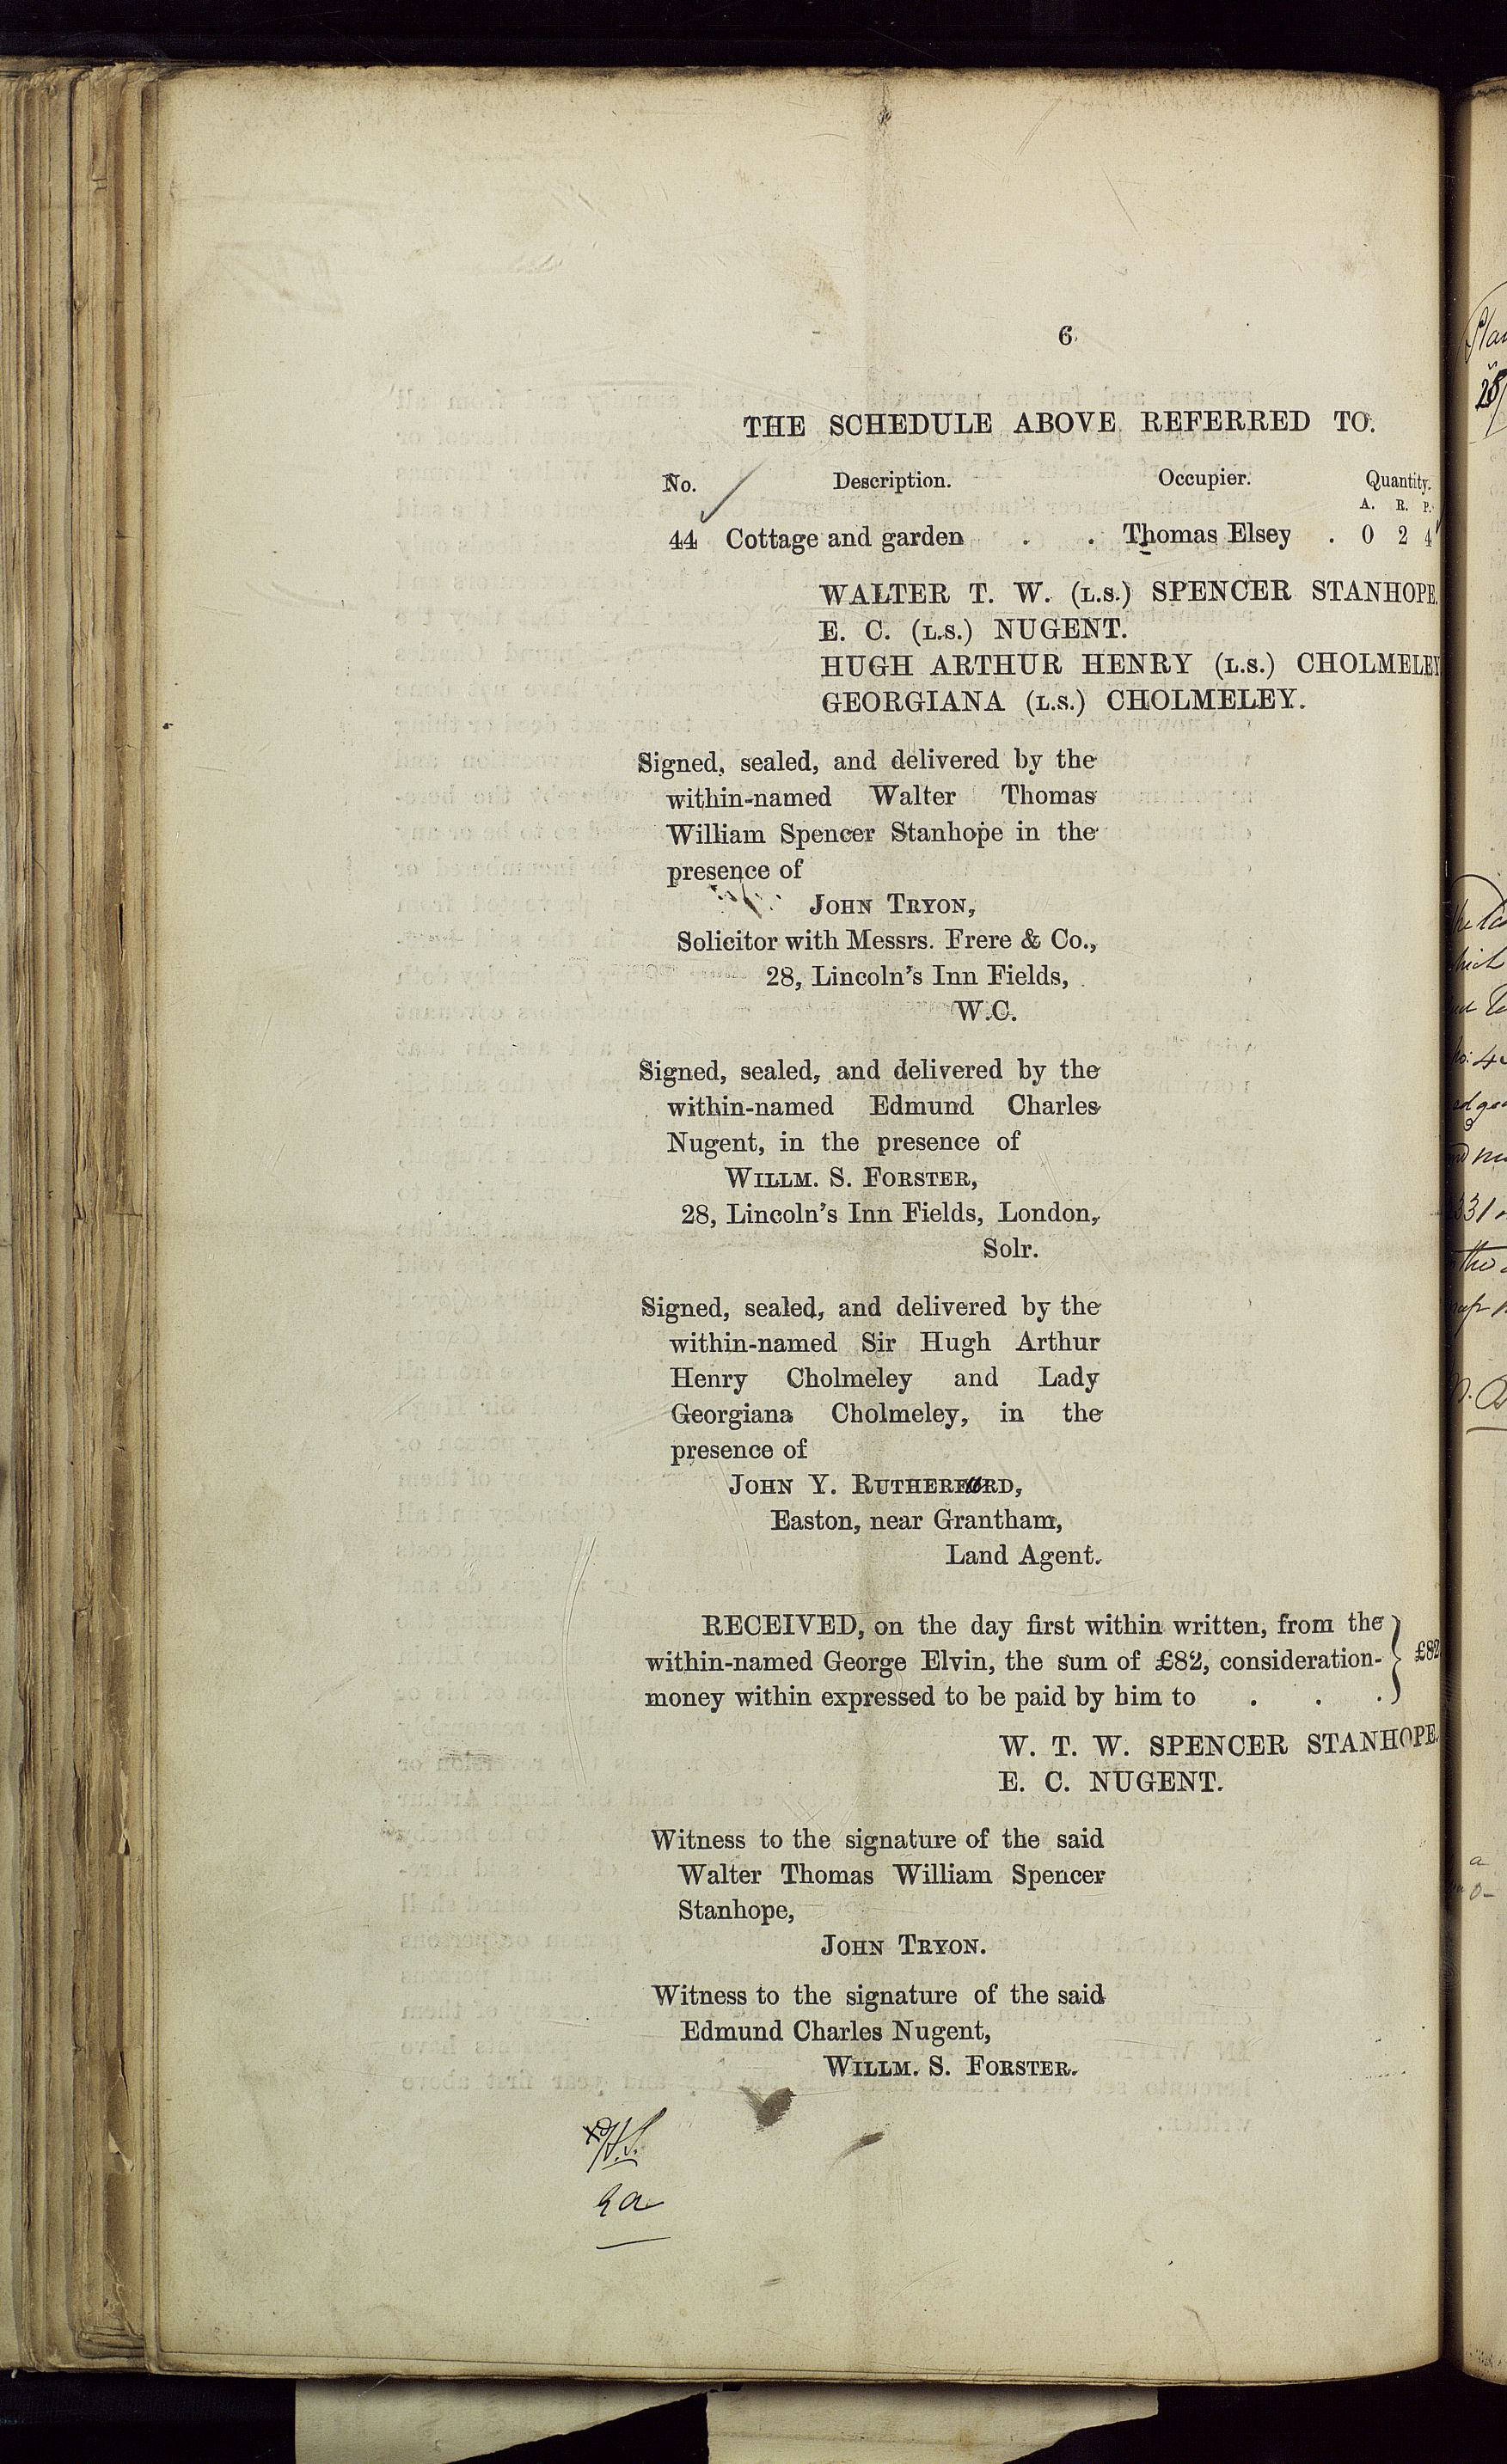 6
THE SCHEDULE ABOVE REFERRED TO.
No. Description. Occupier. Quantity.
A. R. P.
44 Cottage and garden . . Thomas Elsey . 0 2 4
WALTER T. W. (L.S.) SPENCER STANHOPE.
E. C. (L.S.) NUGENT.
HUGH ARTHUR HENRY (L.S.) CHOLMELEY
GEORGIANA (L.S.) CHOLMELEY.
Signed, sealed, and delivered by the
within-named Walter Thomas
William Spencer Stanhope in the
presence of
JOHN TRYON,
Solicitor with Messrs. Frere & Co.,
28, Lincoln's Inn Fields,
W.C.
Signed, sealed, and delivered by the
within-named Edmund Charles
Nugent, in the presence of
WILLM. S. FORSTER,
28, Lincoln's Inn Fields, London,
Solr.
Signed, sealed, and delivered by the
within-named Sir Hugh Arthur
Henry Cholmeley and Lady
Georgiana Cholmeley, in the
presence of
JOHN Y. RUTHERFORD,
Easton, near Grantham,
Land Agent.
RECEIVED, on the day first within written, from the
within-named George Elvin, the sum of £82, consideration- £82
money within expressed to be paid by him to . . .
W. T. W. SPENCER STANHOPE.
E. C. NUGENT.
Witness to the signature of the said
Walter Thomas William Spencer
Stanhope,
JOHN TRYON.
Witness to the signature of the said
Edmund Charles Nugent,
WILLM. S. FORSTER.